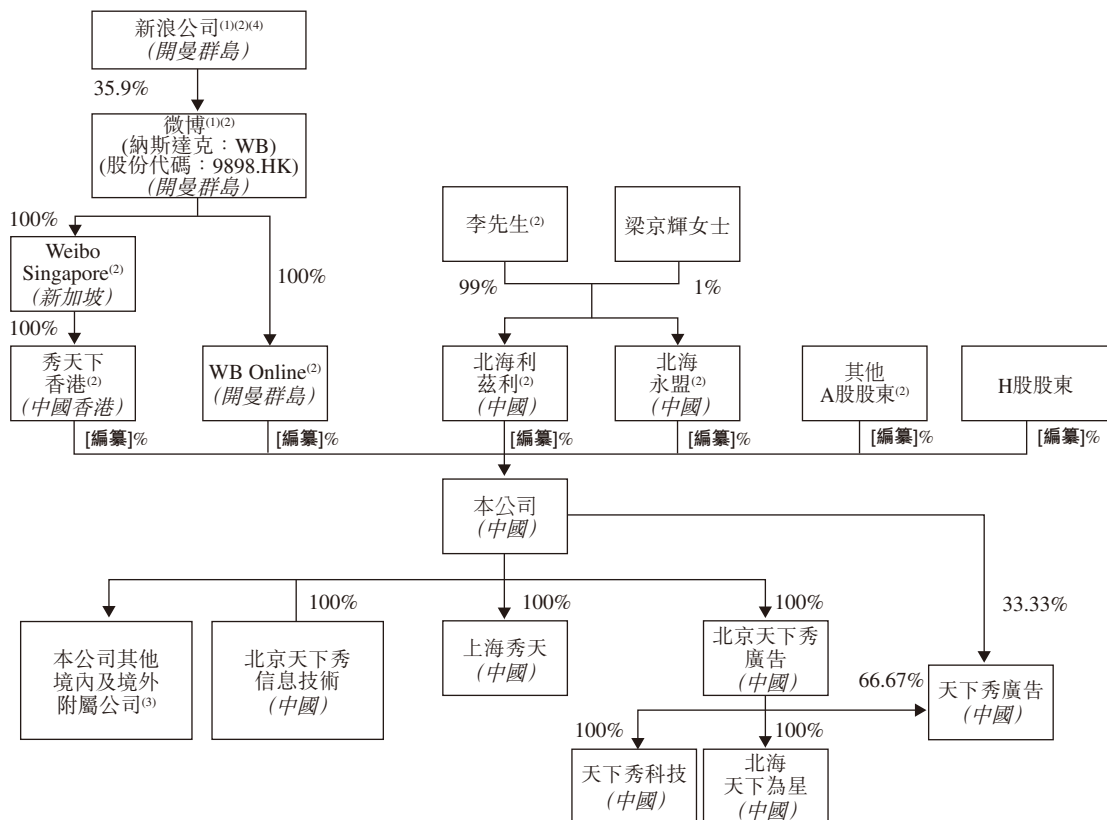 新浪公司(1)(2)(4)
(開曼群島)
35.9%
微博(1)(2)
(納斯達克：WB)
(股份代碼：9898.HK)
(開曼群島)
100%
Weibo
Singapore(2)
(新加坡)
100%
100%
秀天下
香港(2)
(中國香港)
WB Online(2)
(開曼群島)
李先生(2)
梁京輝女士
99%
1%
北海利
茲利(2)
(中國)
北海
永盟(2)
(中國)
其他
A股股東(2)
H股股東
[編纂]%
[編纂]%
[編纂]%
[編纂]%
[編纂]%
[編纂]%
本公司
(中國)
100%
100%
100%
33.33%
本公司其他
境內及境外
附屬公司(3)
北京天下秀
信息技術
(中國)
上海秀天
(中國)
北京天下秀
廣告
(中國)
66.67%
天下秀廣告
(中國)
100%
100%
天下秀科技
(中國)
北海
天下為星
(中國)